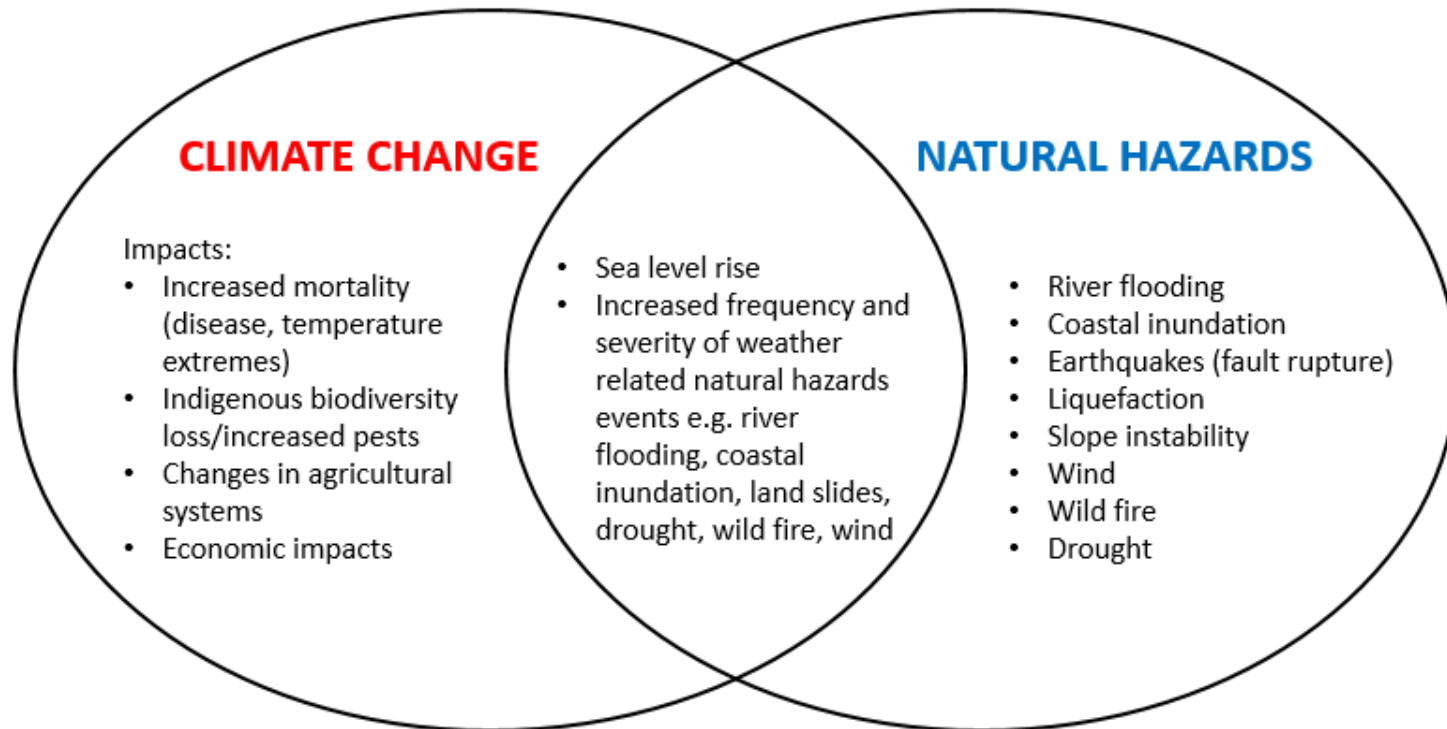 CLIMATE CHANGE
Impacts:
• Increased mortality
(disease, temperature
extremes)
• Indigenous biodiversity
loss/increased pests
• Changes in agricultural
systems
• Economic impacts
• Sea level rise
• Increased frequency and
severity of weather
related natural hazards
events e.g. river
flooding, coastal
inundation, land slides,
drought, wild fire, wind
NATURAL HAZARDS
• River flooding
• Coastal inundation
• Earthquakes (fault rupture)
• Liquefaction
• Slope instability
• Wind
• Wild fire
• Drought